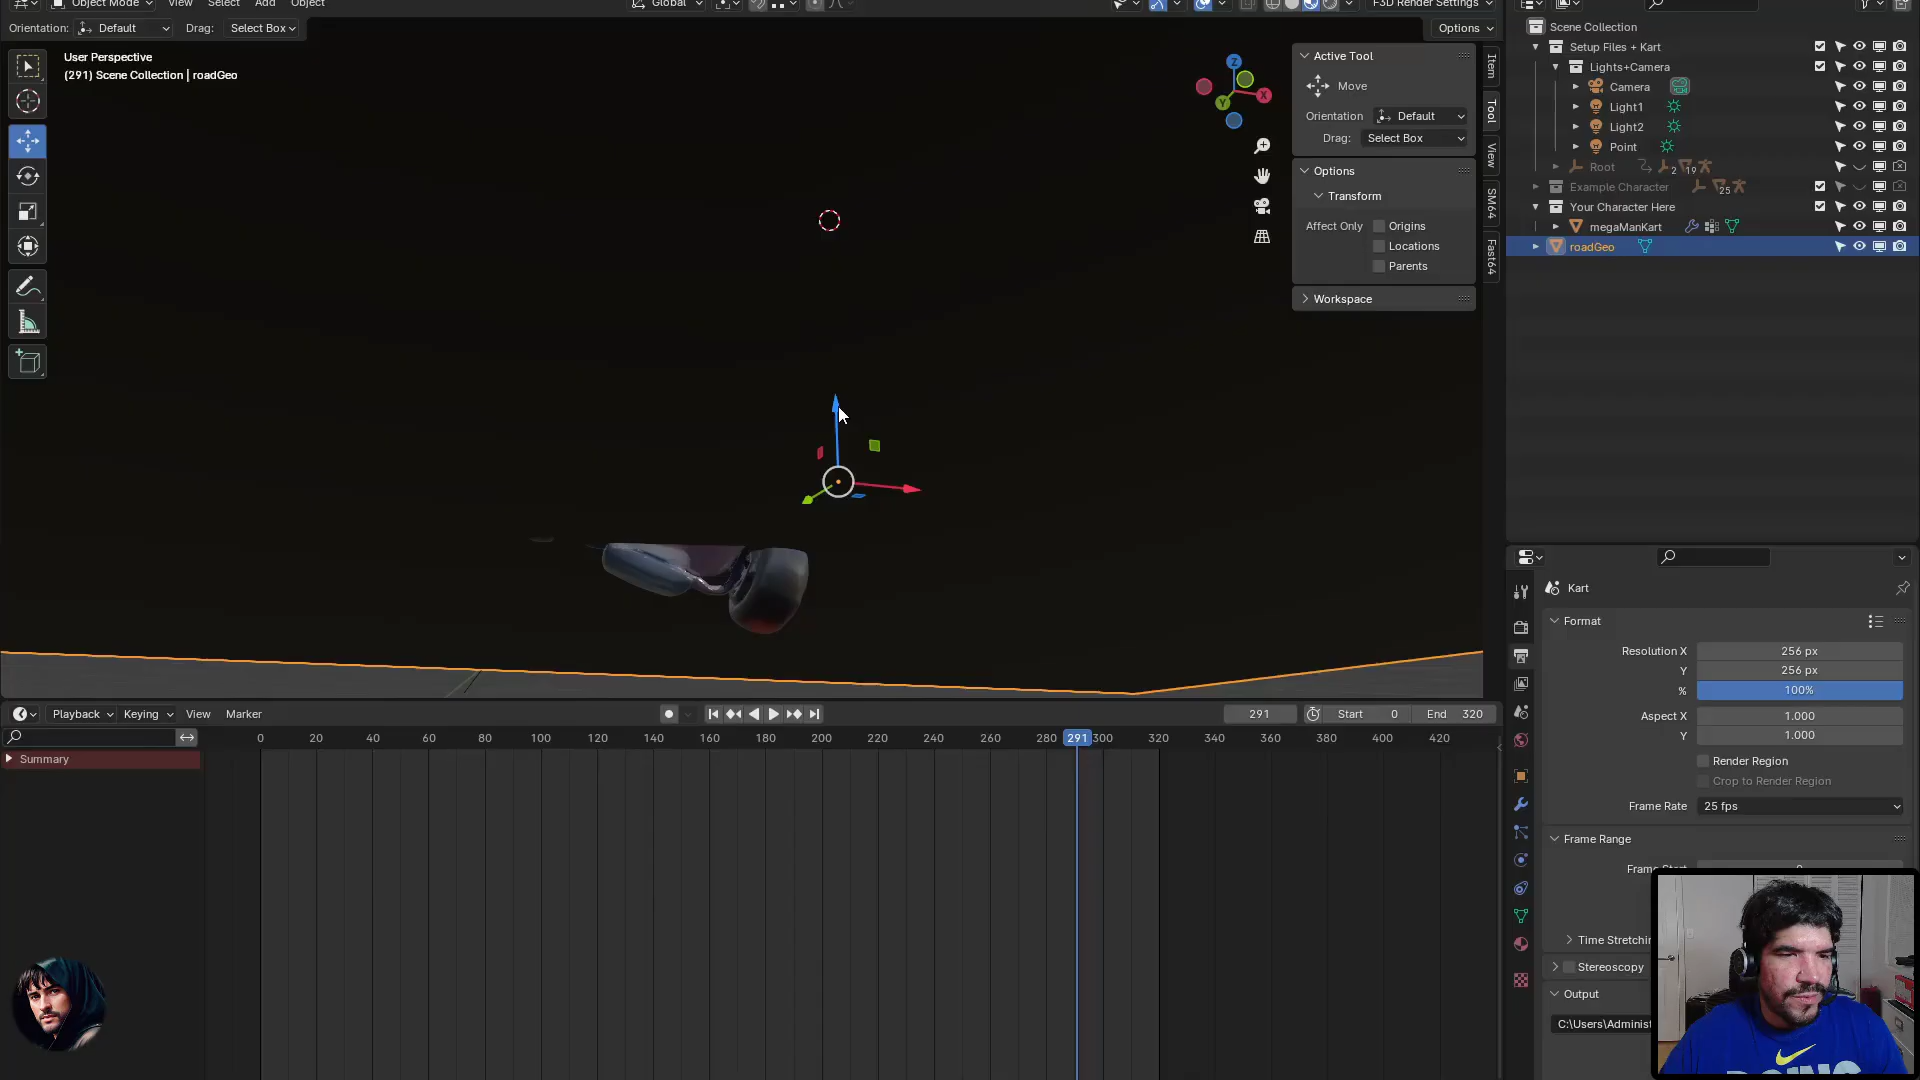 Object Mode View Select Add Object Global F3D Render Settings
Orientation: Default Drag: Select Box Options
User Perspective
(291) Scene Collection | roadGeo
Active Tool
Move
Orientation Default
Drag: Select Box
Options
Transform
Affect Only Origins
Locations
Parents
Workspace
Item
Tool
View
SM64
Fast64
Z
Y
X
Scene Collection
Setup Files + Kart
Lights+Camera
Camera
Light1
Light2
Point
Root 2 19
Example Character 25
Your Character Here
megaManKart
roadGeo
Kart
Format
Resolution X 256 px
Y 256 px
% 100%
Aspect X 1.000
Y 1.000
Render Region
Crop to Render Region
Frame Rate 25 fps
Frame Range
Time Stretchin
Stereoscopy
Output
C:\Users\Administ
Playback Keying View Marker 291 Start 0 End 320
0 20 40 60 80 100 120 140 160 180 200 220 240 260 280 291 300 320 340 360 380 400 420
Summary